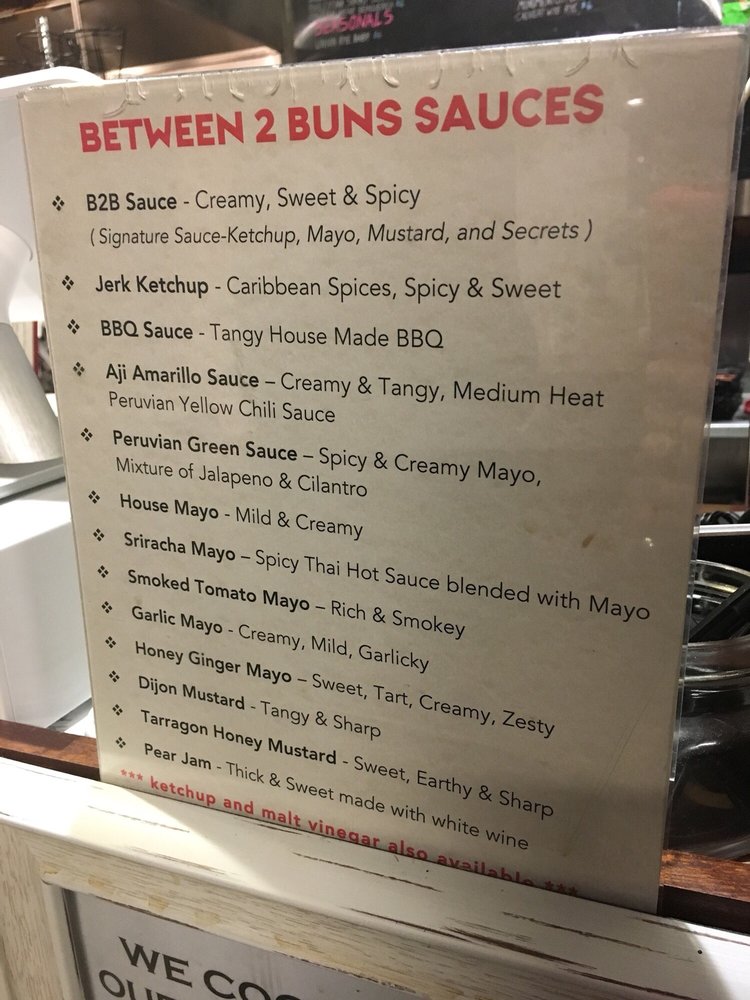 SEASONALS
BETWEEN 2 BUNS SAUCES
❖ B2B Sauce - Creamy, Sweet & Spicy
( Signature Sauce-Ketchup, Mayo, Mustard, and Secrets )
❖ Jerk Ketchup - Caribbean Spices, Spicy & Sweet
❖ BBQ Sauce - Tangy House Made BBQ
❖ Aji Amarillo Sauce – Creamy & Tangy, Medium Heat
Peruvian Yellow Chili Sauce
❖ Peruvian Green Sauce – Spicy & Creamy Mayo,
Mixture of Jalapeno & Cilantro
❖ House Mayo - Mild & Creamy
❖ Sriracha Mayo – Spicy Thai Hot Sauce blended with Mayo
❖ Smoked Tomato Mayo – Rich & Smokey
❖ Garlic Mayo - Creamy, Mild, Garlicky
❖ Honey Ginger Mayo – Sweet, Tart, Creamy, Zesty
❖ Dijon Mustard - Tangy & Sharp
❖ Tarragon Honey Mustard - Sweet, Earthy & Sharp
❖ Pear Jam - Thick & Sweet made with white wine
*** ketchup and malt vinegar also available ***
WE COO
OUR